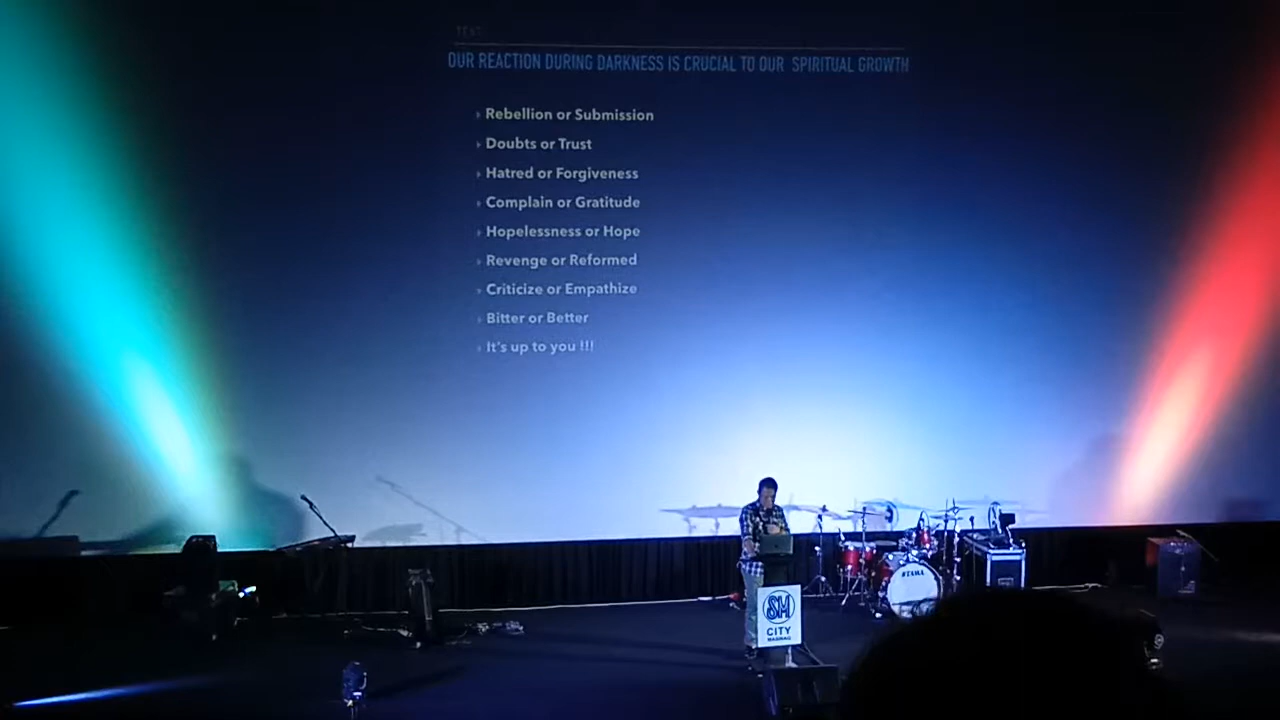 TEXT
OUR REACTION DURING DARKNESS IS CRUCIAL TO OUR SPIRITUAL GROWTH
Rebellion or Submission
Doubts or Trust
Hatred or Forgiveness
Complain or Gratitude
Hopelessness or Hope
Revenge or Reformed
Criticize or Empathize
Bitter or Better
It's up to you !!!
TAMA
SM
CITY
MASINAG